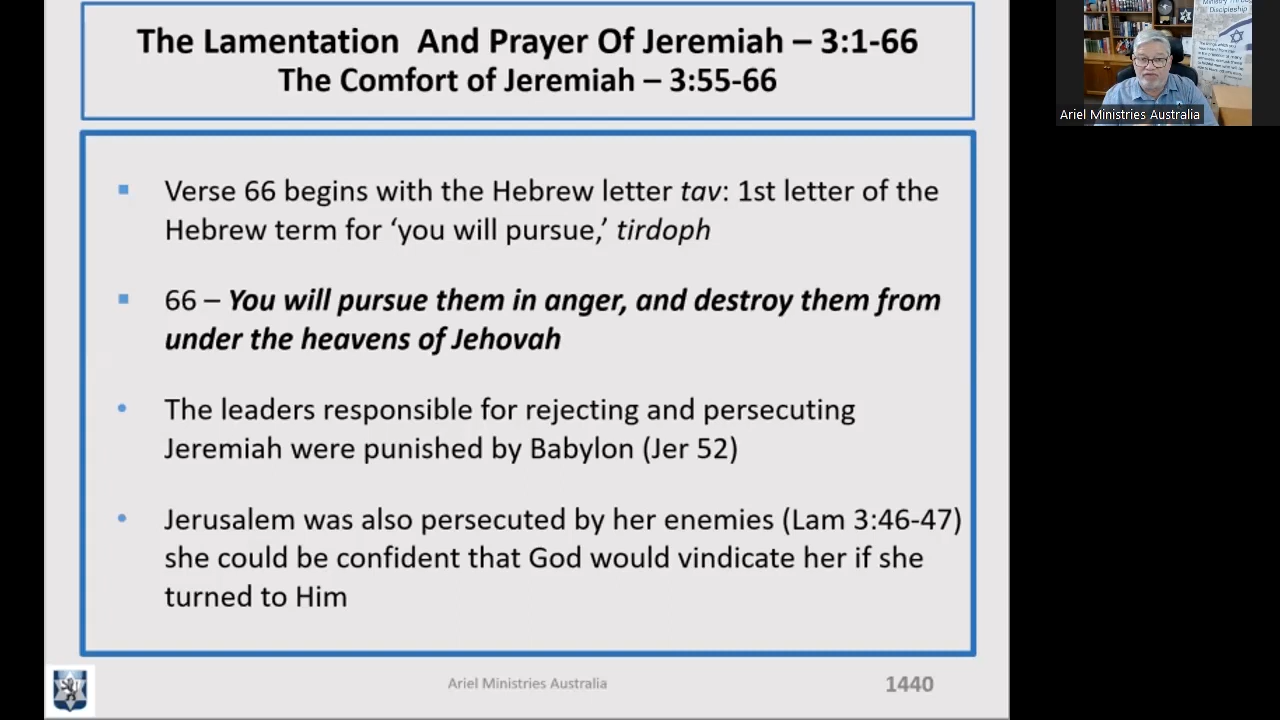 The Lamentation And Prayer Of Jeremiah – 3:1-66
The Comfort of Jeremiah – 3:55-66
Verse 66 begins with the Hebrew letter tav: 1st letter of the
Hebrew term for ‘you will pursue,’ tirdoph
66 – You will pursue them in anger, and destroy them from
under the heavens of Jehovah
The leaders responsible for rejecting and persecuting
Jeremiah were punished by Babylon (Jer 52)
Jerusalem was also persecuted by her enemies (Lam 3:46-47)
she could be confident that God would vindicate her if she
turned to Him
Ariel Ministries Australia
1440
Ministry Through
Discipleship
Ariel Ministries Australia